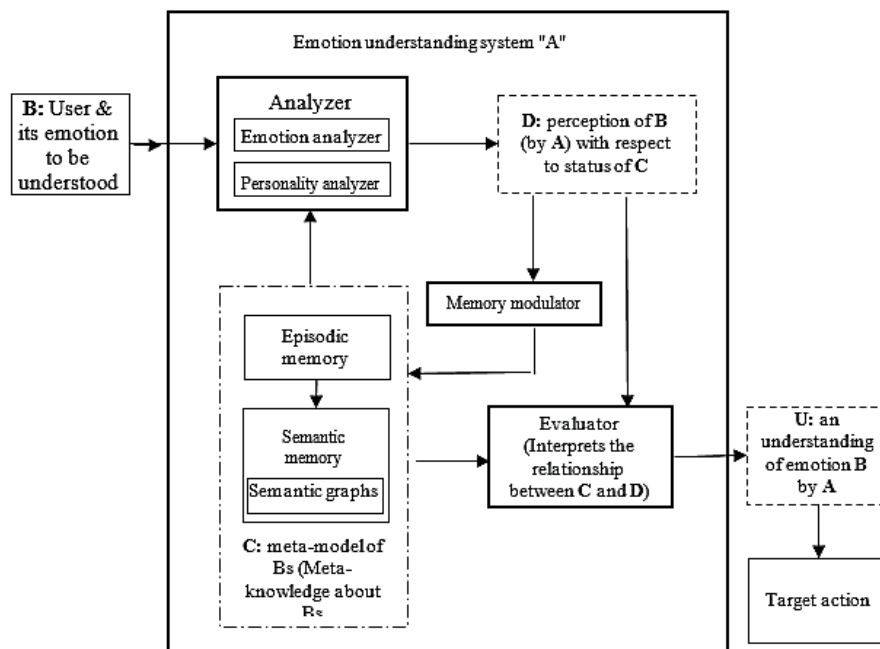 Emotion understanding system "A"
B: User &
its emotion
to be
understood
Analyzer
Emotion analyzer
Personality analyzer
D: perception of B
(by A) with respect
to status of C
Memory modulator
Episodic
memory
Semantic
memory
Semantic graphs
C: meta-model of
Bs (Meta-
knowledge about
Bs
Evaluator
(Interprets the
relationship
between C and D)
U: an
understanding
of emotion B
by A
Target action